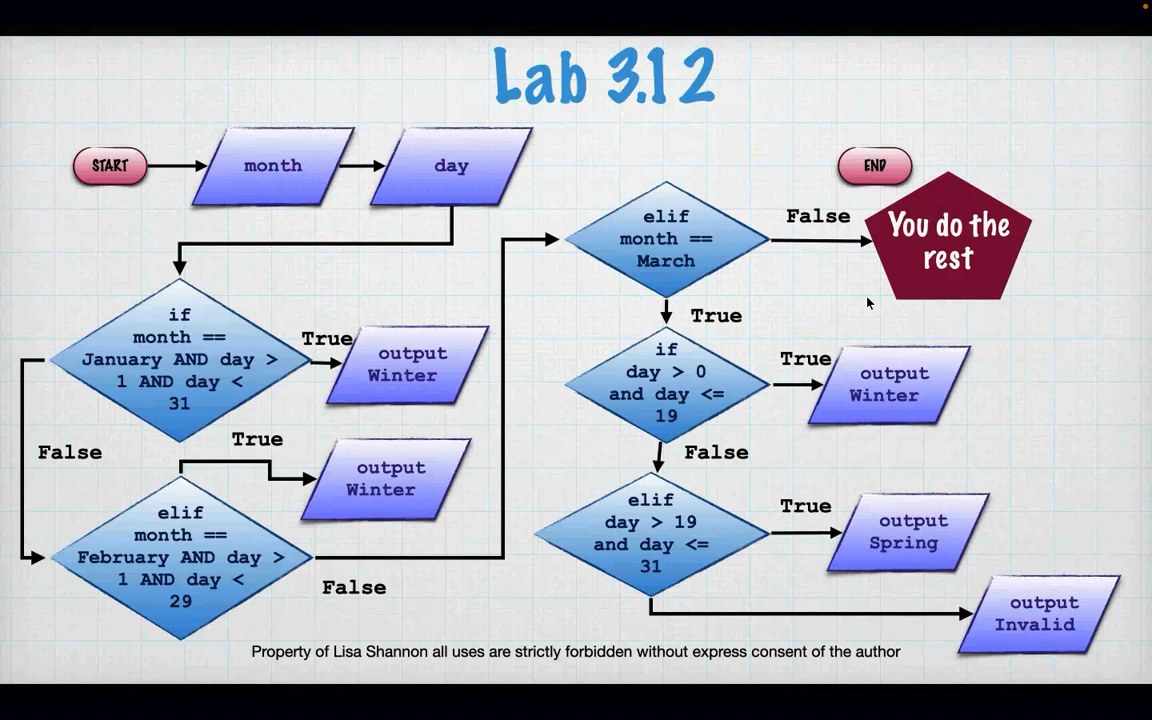 Lab 3.12
START
month
day
if
month ==
January AND day >
1 AND day <
31
True
output
Winter
False
True
output
Winter
elif
month ==
February AND day >
1 AND day <
29
False
elif
month ==
March
False
END
You do the
rest
True
if
day > 0
and day <=
19
True
output
Winter
False
elif
day > 19
and day <=
31
True
output
Spring
output
Invalid
Property of Lisa Shannon all uses are strictly forbidden without express consent of the author